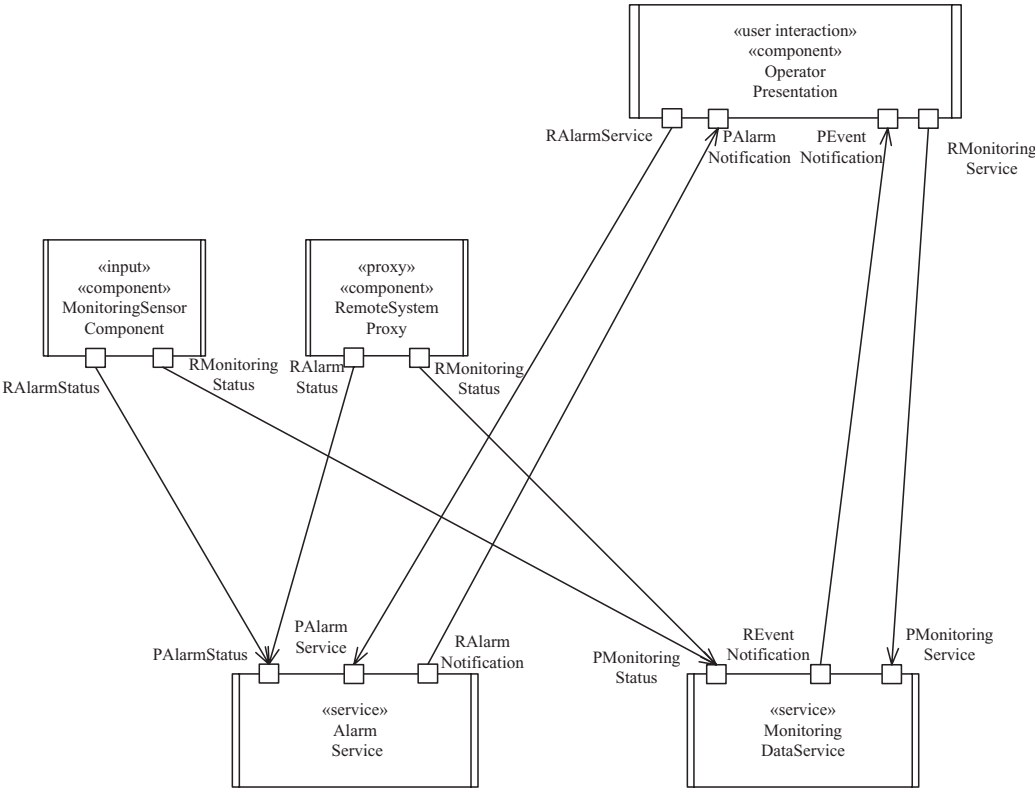 «user interaction»
«component»
Operator
Presentation
RAlarmService
PAlarm
Notification
PEvent
Notification
RMonitoring
Service
«input»
«component»
MonitoringSensor
Component
«proxy»
«component»
RemoteSystem
Proxy
RAlarmStatus
RMonitoring
Status
RAlarm
Status
RMonitoring
Status
PAlarmStatus
PAlarm
Service
RAlarm
Notification
PMonitoring
Status
REvent
Notification
PMonitoring
Service
«service»
Alarm
Service
«service»
Monitoring
DataService